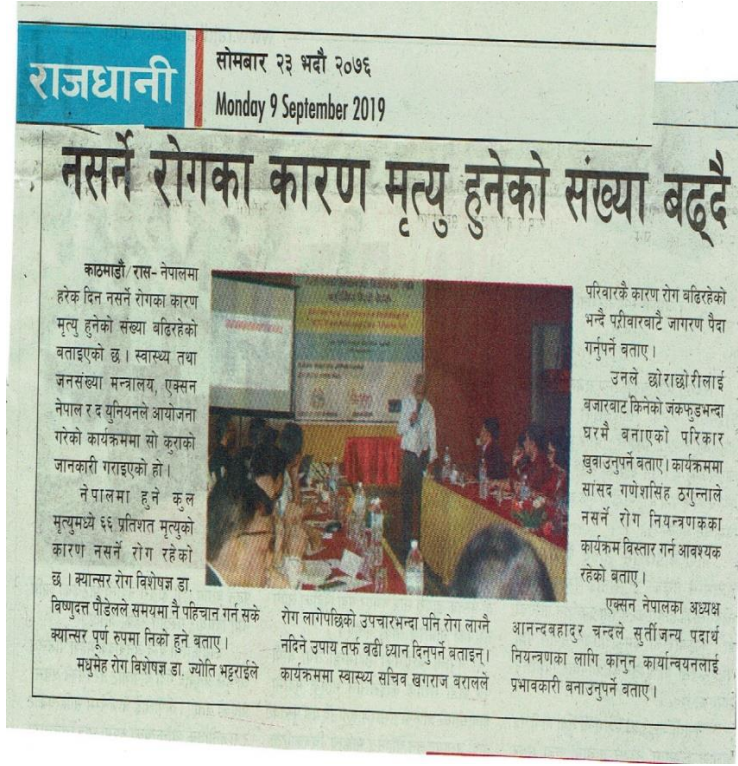 राजधानी
सोमबार २३ भदौ २०७६
Monday 9 September 2019
नसर्ने रोगका कारण मृत्यु हुनेको संख्या बढ्दै
काठमाडौं/रास– नेपालमा
हरेक दिन नसर्ने रोगका कारण
मृत्यु हुनेको संख्या बढिरहेको
बताइएको छ । स्वास्थ्य तथा
जनसंख्या मन्त्रालय, एक्सन
नेपाल र द युनियनले आयोजना
गरेको कार्यक्रममा सो कुराको
जानकारी गराइएको हो ।
नेपालमा हुने कुल
मृत्युमध्ये ६६ प्रतिशत मृत्युको
कारण नसर्ने रोग रहेको
छ । क्यान्सर रोग विशेषज्ञ डा.
बिष्णुदत्त पौडेलले समयमा नै पहिचान गर्न सके
क्यान्सर पूर्ण रुपमा निको हुने बताए ।
मधुमेह रोग विशेषज्ञ डा. ज्योति भट्टराईले
रोग लागेपछिको उपचारभन्दा पनि रोग लाग्नै
नदिने उपाय तर्फ बढी ध्यान दिनुपर्ने बताइन् ।
कार्यक्रममा स्वास्थ्य सचिव खगराज बरालले
परिवारकै कारण रोग बढिरहेको
भन्दै परीवारबाटै जागरण पैदा
गर्नुपर्ने बताए ।
उनले छोराछोरीलाई
बजारबाट किनेको जंकफुडभन्दा
घरमै बनाएको परिकार
खुवाउनुपर्ने बताए । कार्यक्रममा
सांसद गणेशसिंह ठगुन्नाले
नसर्ने रोग नियन्त्रणकका
कार्यक्रम विस्तार गर्न आवश्यक
रहेको बताए ।
एक्सन नेपालका अध्यक्ष
आनन्दबहादुर चन्दले सुर्तीजन्य पदार्थ
नियन्त्रणका लागि कानुन कार्यान्वयनलाई
प्रभावकारी बनाउनुपर्ने बताए ।